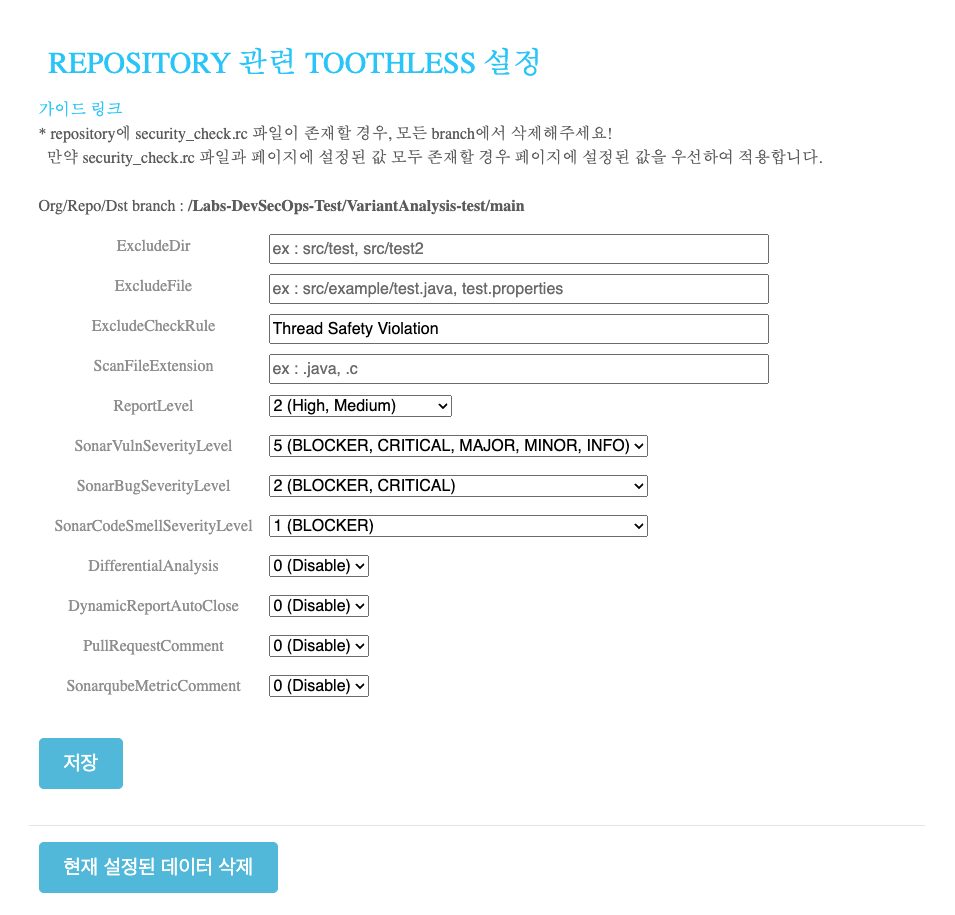 REPOSITORY 관련 TOOTHLESS 설정
가이드 링크
* repository에 security_check.rc 파일이 존재할 경우, 모든 branch에서 삭제해주세요!
만약 security_check.rc 파일과 페이지에 설정된 값 모두 존재할 경우 페이지에 설정된 값을 우선하여 적용합니다.
Org/Repo/Dst branch : /Labs-DevSecOps-Test/VariantAnalysis-test/main
ExcludeDir ex : src/test, src/test2
ExcludeFile ex : src/example/test.java, test.properties
ExcludeCheckRule Thread Safety Violation
ScanFileExtension ex : .java, .c
ReportLevel 2 (High, Medium)
SonarVulnSeverityLevel 5 (BLOCKER, CRITICAL, MAJOR, MINOR, INFO)
SonarBugSeverityLevel 2 (BLOCKER, CRITICAL)
SonarCodeSmellSeverityLevel 1 (BLOCKER)
DifferentialAnalysis 0 (Disable)
DynamicReportAutoClose 0 (Disable)
PullRequestComment 0 (Disable)
SonarqubeMetricComment 0 (Disable)
저장
현재 설정된 데이터 삭제